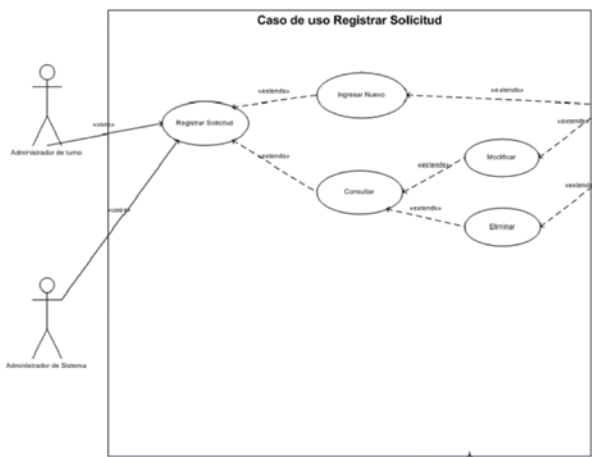 Caso de uso Registrar Solicitud
«extends»
«extends»
Ingresar Nuevo
«uses»
Registrar Solicitud
«extends»
Administrador de turno
«extends»
Modificar
«extends»
«extends»
Consultar
«extends»
«uses»
Eliminar
Administrador de Sistema